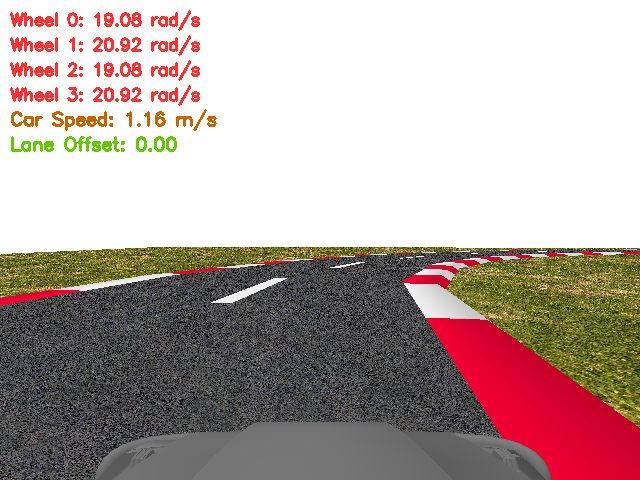 Wheel 0: 19.08 rad/s
Wheel 1: 20.92 rad/s
Wheel 2: 19.08 rad/s
Wheel 3: 20.92 rad/s
Car Speed: 1.16 m/s
Lane Offset: 0.00